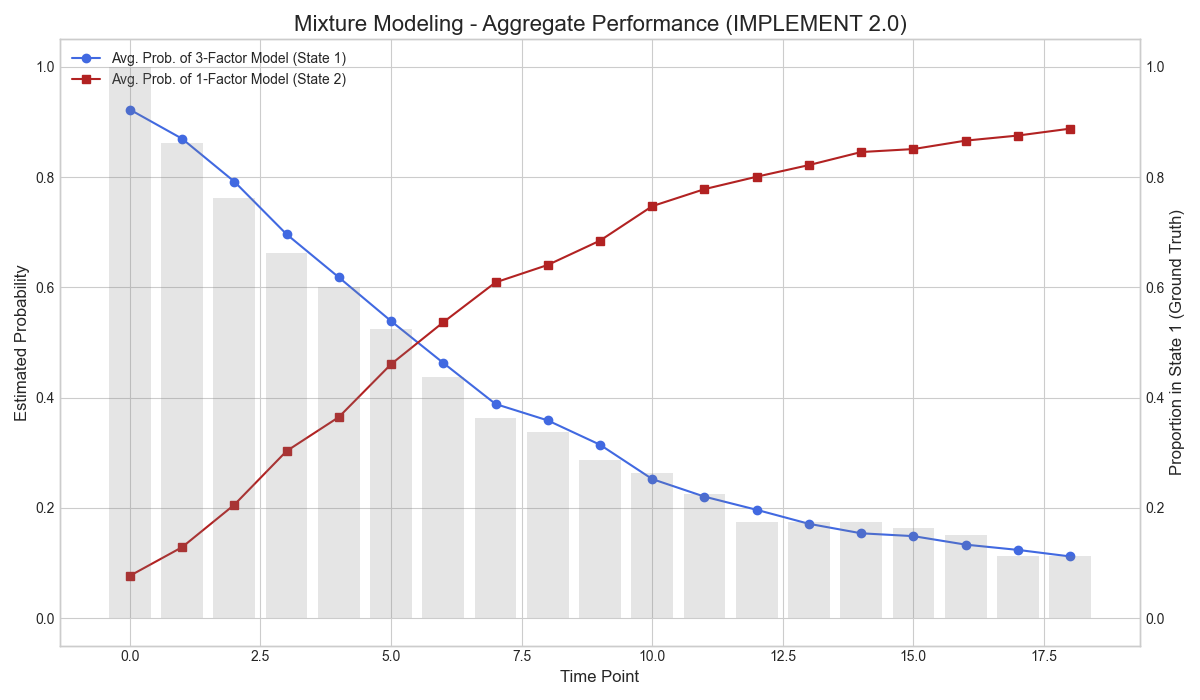 Mixture Modeling - Aggregate Performance (IMPLEMENT 2.0)
Avg. Prob. of 3-Factor Model (State 1)
Avg. Prob. of 1-Factor Model (State 2)
Estimated Probability
1.0
0.8
0.6
0.4
0.2
0.0
1.0
0.8
0.6
0.4
0.2
0.0
Proportion in State 1 (Ground Truth)
0.0 2.5 5.0 7.5 10.0 12.5 15.0 17.5
Time Point